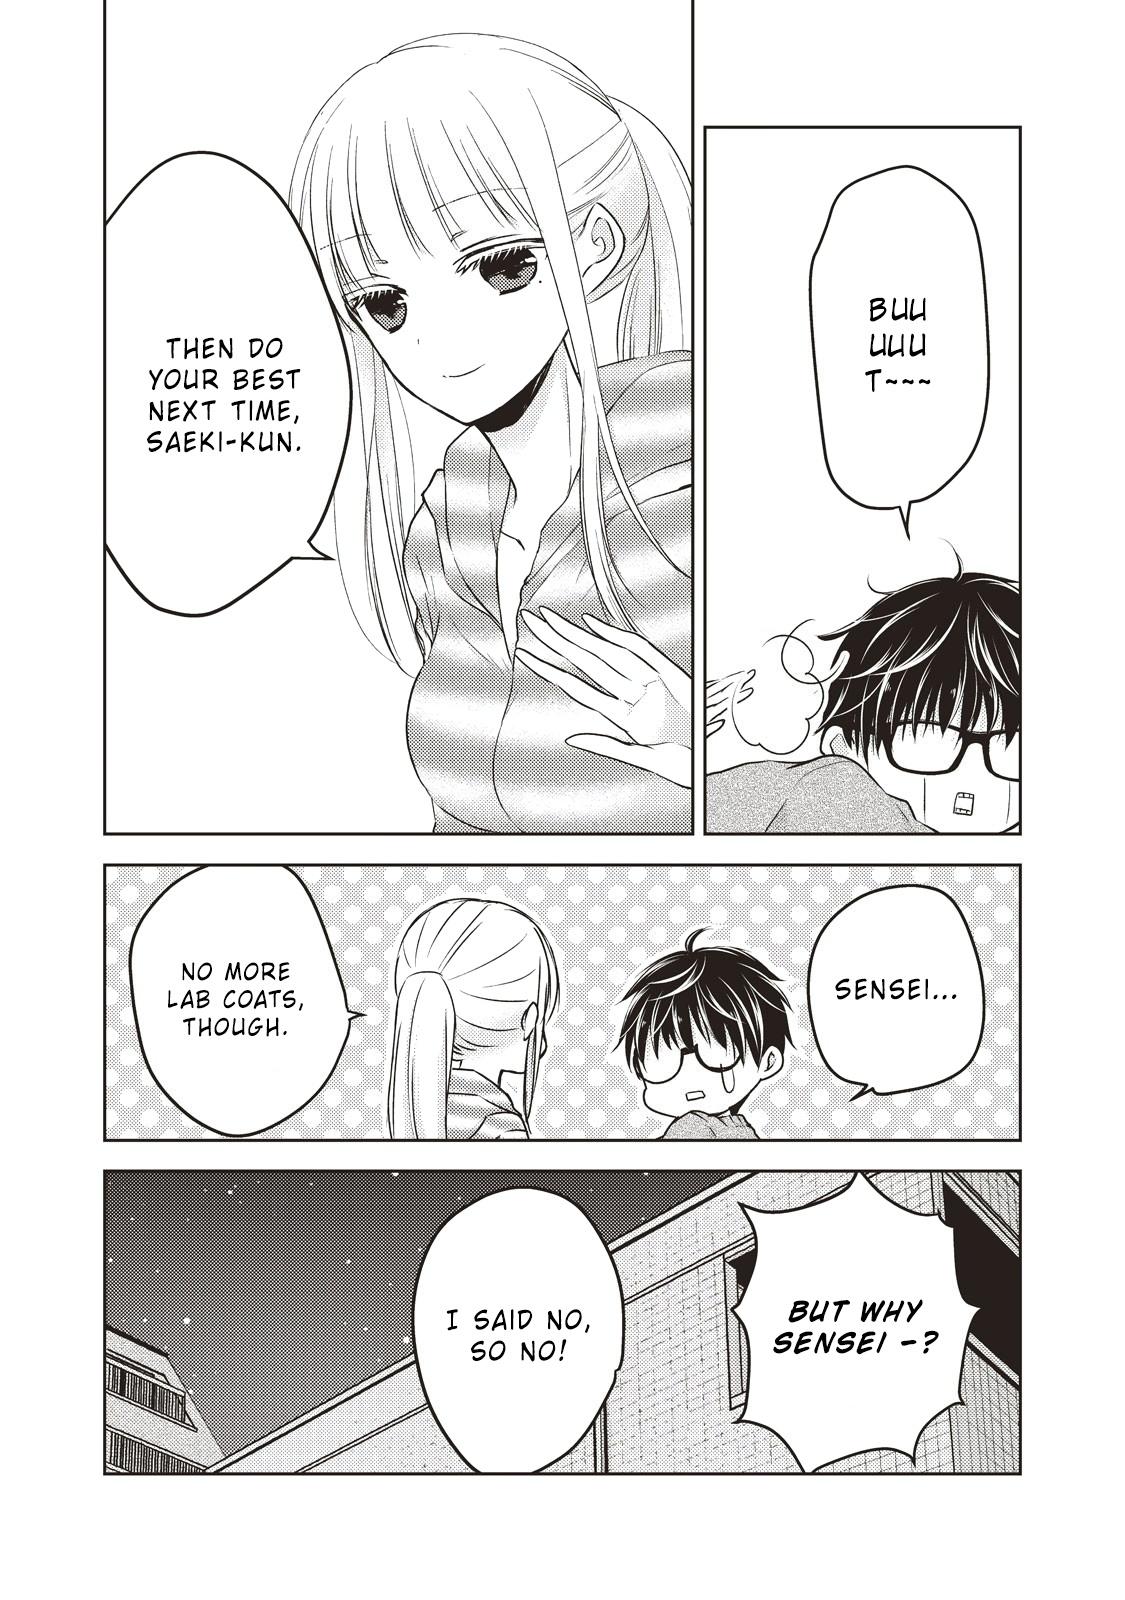 BUU
UUU
T~~~
THEN DO
YOUR BEST
NEXT TIME,
SAEKI-KUN.
SENSEI...
NO MORE
LAB COATS,
THOUGH.
BUT WHY
SENSEI -?
I SAID NO,
SO NO!